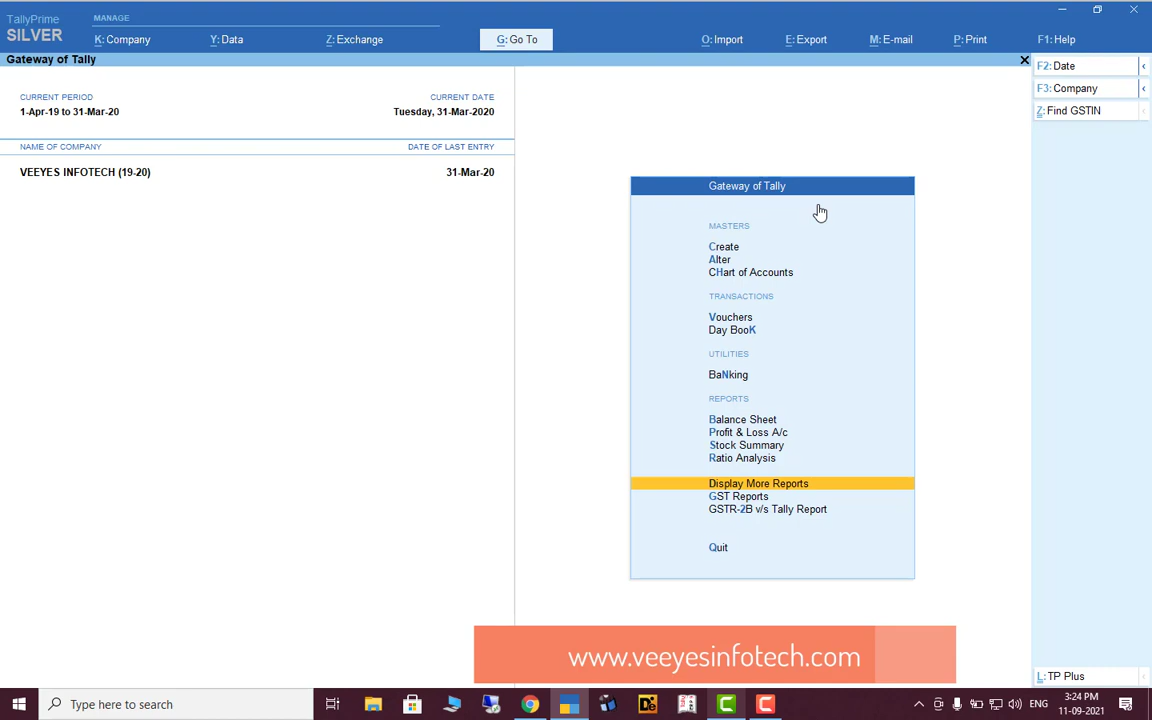 TallyPrime
SILVER
MANAGE
K: Company
Y: Data
Z: Exchange
G: Go To
O: Import
E: Export
M: E-mail
P: Print
F1: Help
Gateway of Tally
F2: Date
F3: Company
Z: Find GSTIN
CURRENT PERIOD
CURRENT DATE
1-Apr-19 to 31-Mar-20
Tuesday, 31-Mar-2020
NAME OF COMPANY
DATE OF LAST ENTRY
VEEYES INFOTECH (19-20)
31-Mar-20
Gateway of Tally
MASTERS
Create
Alter
CHart of Accounts
TRANSACTIONS
Vouchers
Day BooK
UTILITIES
BaNking
REPORTS
Balance Sheet
Profit & Loss A/c
Stock Summary
Ratio Analysis
Display More Reports
GST Reports
GSTR-2B v/s Tally Report
Quit
www.veeyesinfotech.com
L: TP Plus
Type here to search
ENG
3:24 PM
11-09-2021